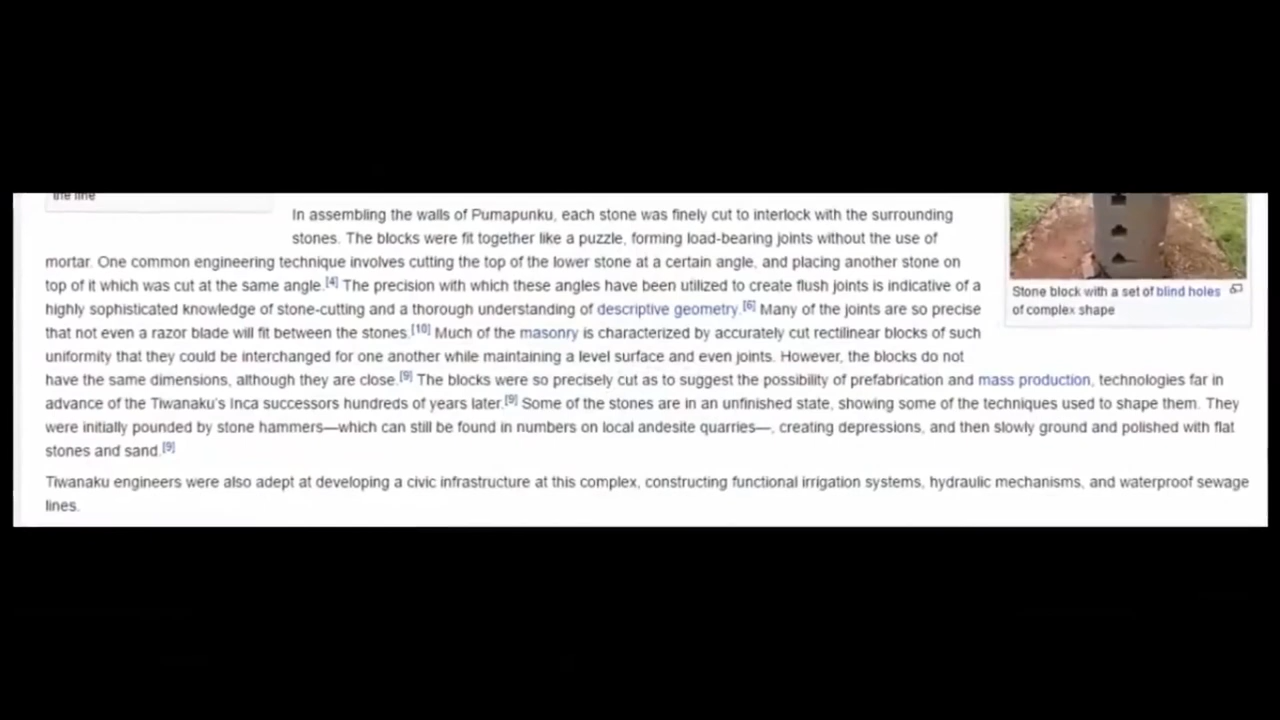 the line
In assembling the walls of Pumapunku, each stone was finely cut to interlock with the surrounding
stones. The blocks were fit together like a puzzle, forming load-bearing joints without the use of
mortar. One common engineering technique involves cutting the top of the lower stone at a certain angle, and placing another stone on
top of it which was cut at the same angle.[4] The precision with which these angles have been utilized to create flush joints is indicative of a
highly sophisticated knowledge of stone-cutting and a thorough understanding of descriptive geometry.[6] Many of the joints are so precise
that not even a razor blade will fit between the stones.[10] Much of the masonry is characterized by accurately cut rectilinear blocks of such
uniformity that they could be interchanged for one another while maintaining a level surface and even joints. However, the blocks do not
have the same dimensions, although they are close.[9] The blocks were so precisely cut as to suggest the possibility of prefabrication and mass production, technologies far in
advance of the Tiwanaku's Inca successors hundreds of years later.[9] Some of the stones are in an unfinished state, showing some of the techniques used to shape them. They
were initially pounded by stone hammers—which can still be found in numbers on local andesite quarries—, creating depressions, and then slowly ground and polished with flat
stones and sand.[9]
Tiwanaku engineers were also adept at developing a civic infrastructure at this complex, constructing functional irrigation systems, hydraulic mechanisms, and waterproof sewage
lines.
Stone block with a set of blind holes
of complex shape